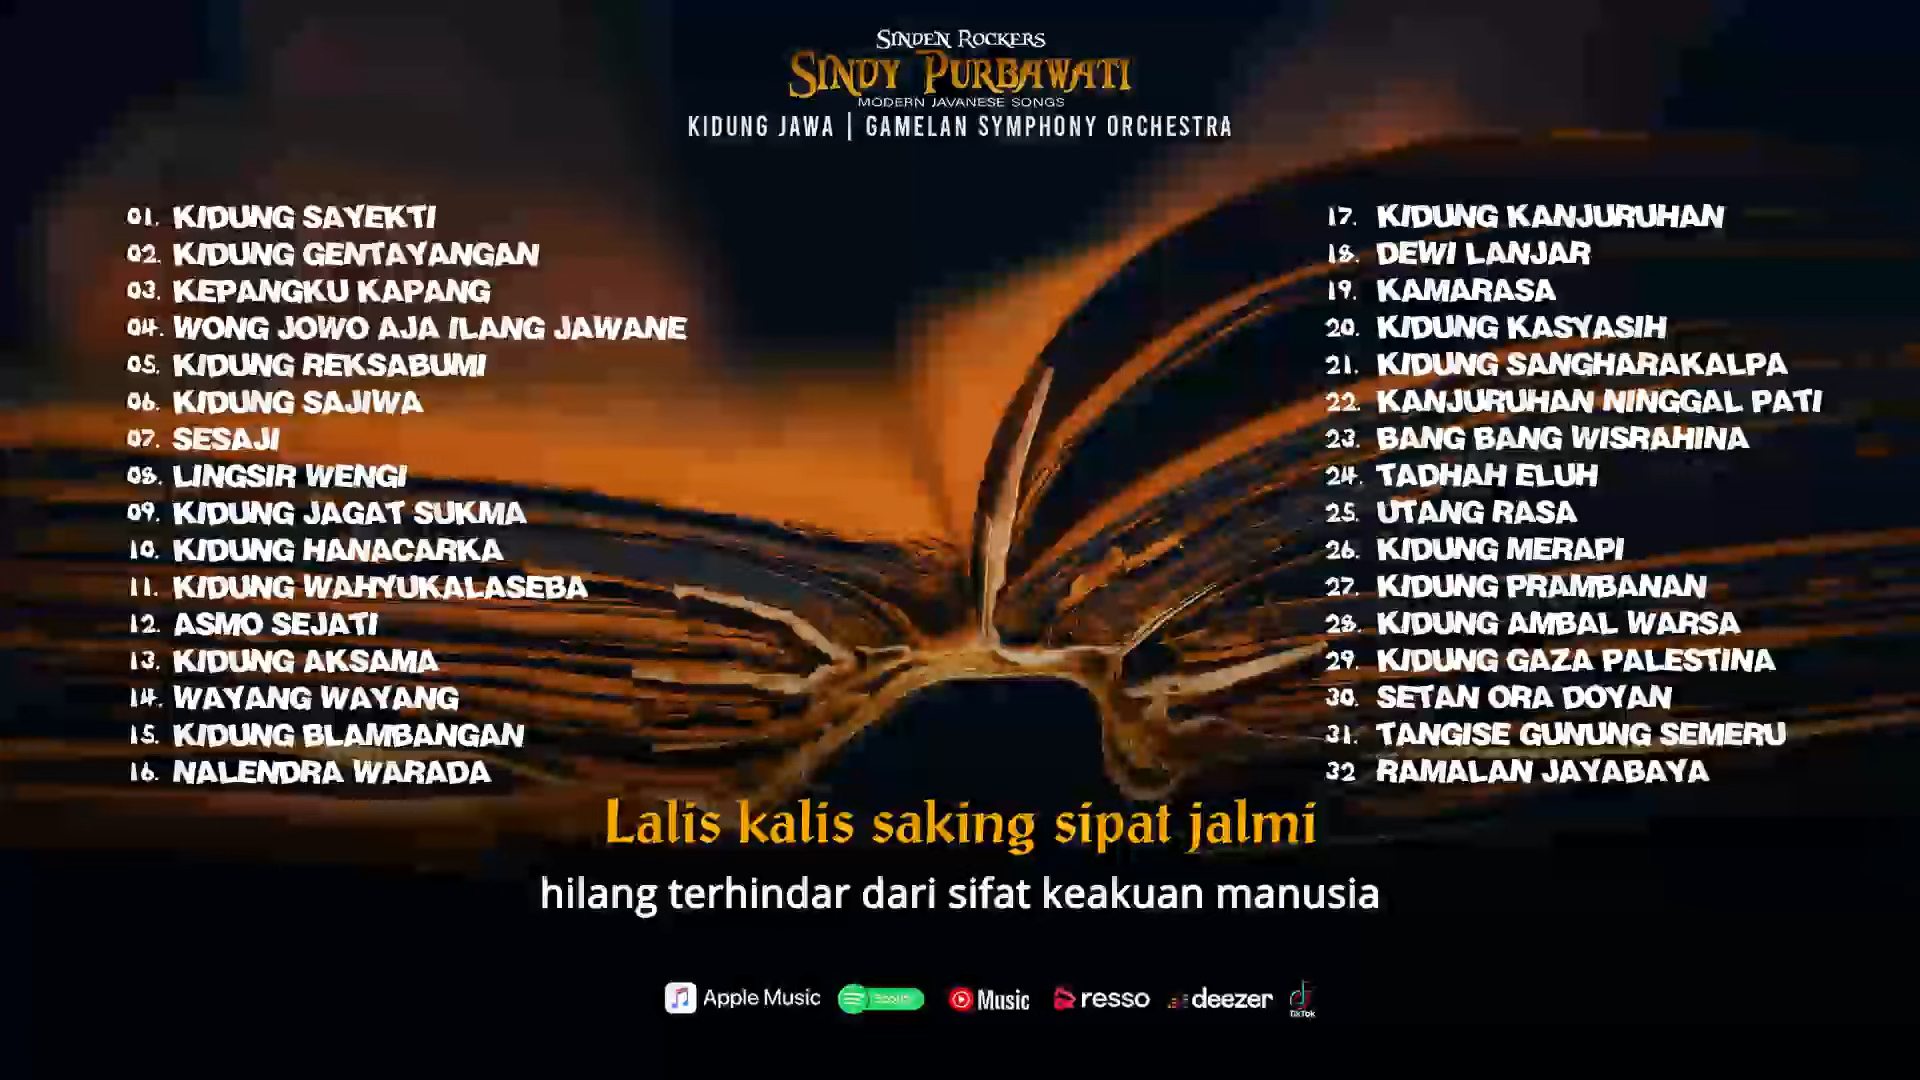 SINDEN ROCKERS
SINDY PURBAWATI
MODERN JAVANESE SONGS
KIDUNG JAWA | GAMELAN SYMPHONY ORCHESTRA
01. KIDUNG SAYEKTI
02. KIDUNG GENTAYANGAN
03. KEPANGKU KAPANG
04. WONG JOWO AJA ILANG JAWANE
05. KIDUNG REKSABUMI
06. KIDUNG SAJIWA
07. SESAJI
08. LINGSIR WENGI
09. KIDUNG JAGAT SUKMA
10. KIDUNG HANACARKA
11. KIDUNG WAHYUKALASEBA
12. ASMO SEJATI
13. KIDUNG AKSAMA
14. WAYANG WAYANG
15. KIDUNG BLAMBANGAN
16. NALENDRA WARADA
17. KIDUNG KANJURUHAN
18. DEWI LANJAR
19. KAMARASA
20. KIDUNG KASYASIH
21. KIDUNG SANGHARAKALPA
22. KANJURUHAN NINGGAL PATI
23. BANG BANG WISRAHINA
24. TADHAH ELUH
25. UTANG RASA
26. KIDUNG MERAPI
27. KIDUNG PRAMBANAN
28. KIDUNG AMBAL WARSA
29. KIDUNG GAZA PALESTINA
30. SETAN ORA DOYAN
31. TANGISE GUNUNG SEMERU
32 RAMALAN JAYABAYA
Lalis kalis saking sipat jalmi
hilang terhindar dari sifat keakuan manusia
Apple Music Music resso deezer TikTok